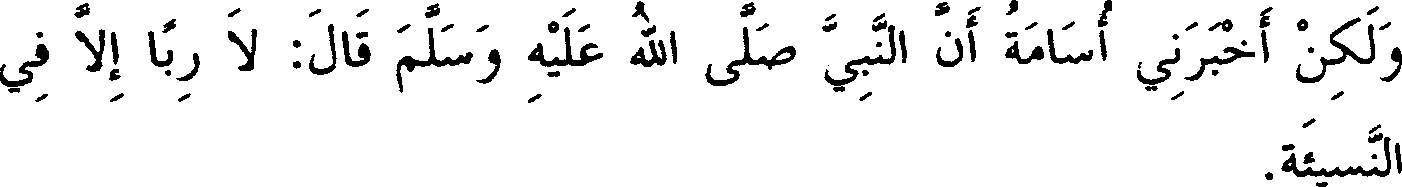 وَلَكِنْ أَخْبَرَنِي أُسَامَةُ أَنَّ النَّبِيَّ صَلَّى اللهُ عَلَيْهِ وَسَلَّمَ قَالَ: لاَ رِبًا إِلاَّ فِي
النَّسِيئَة.